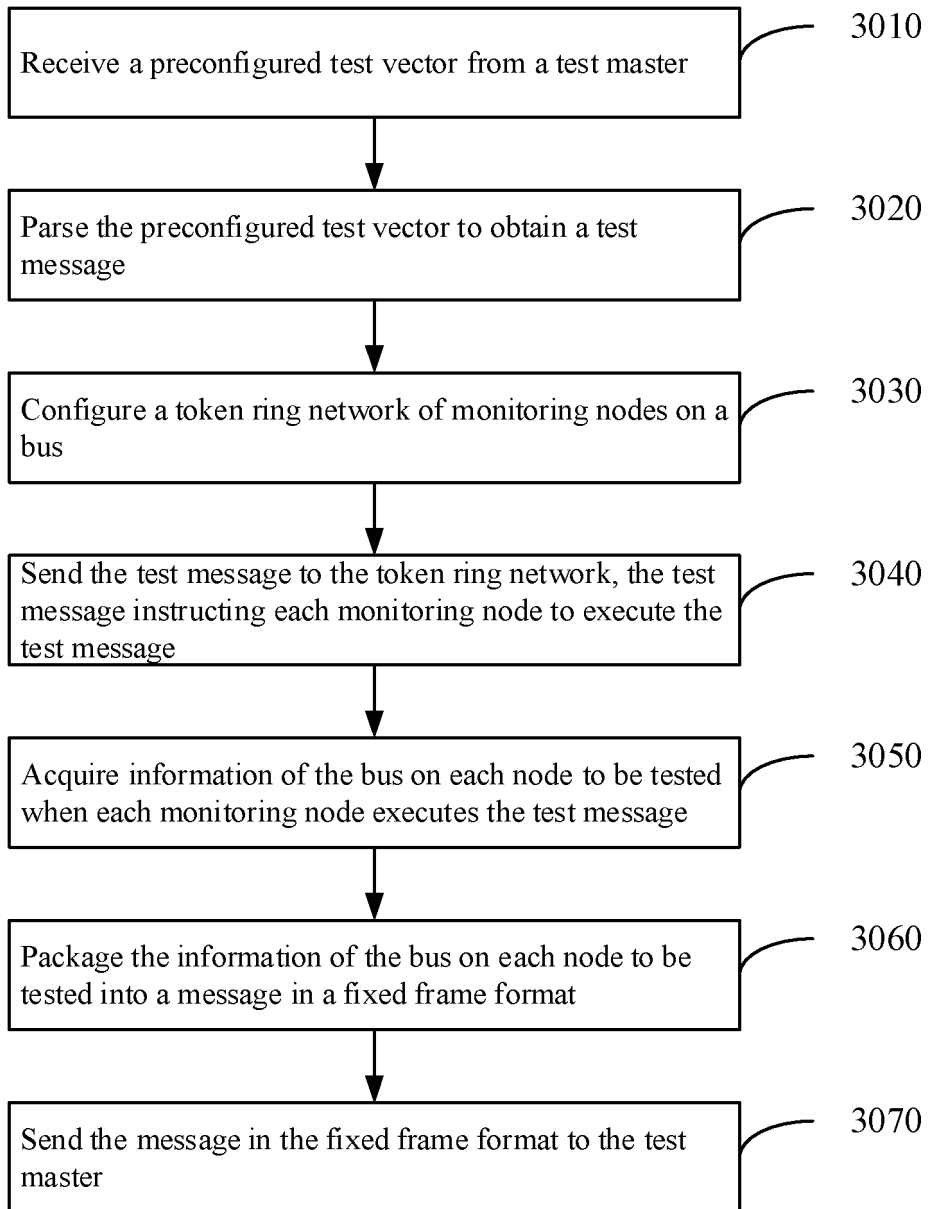 3010
Receive a preconfigured test vector from a test master
3020
Parse the preconfigured test vector to obtain a test
message
3030
Configure a token ring network of monitoring nodes on a
bus
3040
Send the test message to the token ring network, the test
message instructing each monitoring node to execute the
test message
3050
Acquire information of the bus on each node to be tested
when each monitoring node executes the test message
3060
Package the information of the bus on each node to be
tested into a message in a fixed frame format
3070
Send the message in the fixed frame format to the test
master